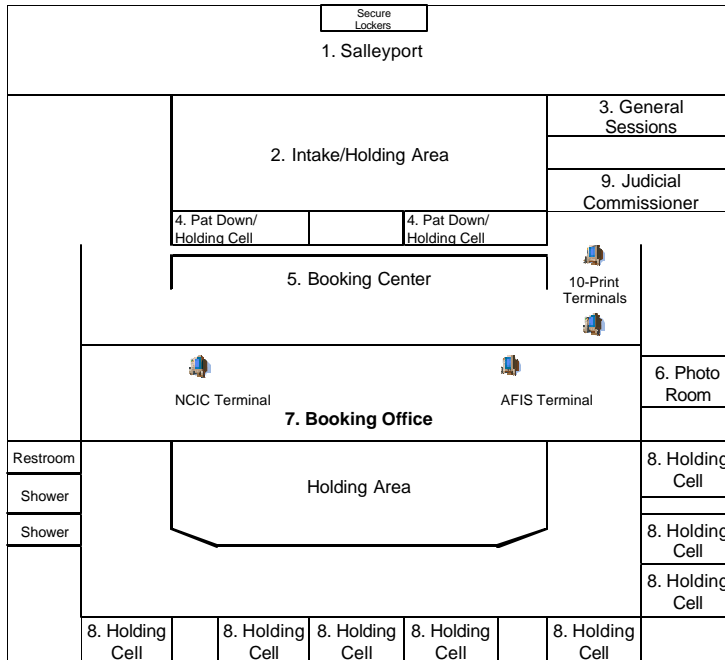 Secure
Lockers
1. Salleyport
3. General
Sessions
2. Intake/Holding Area
9. Judicial
Commissioner
4. Pat Down/
Holding Cell
4. Pat Down/
Holding Cell
5. Booking Center
10-Print
Terminals
6. Photo
Room
NCIC Terminal
AFIS Terminal
7. Booking Office
Restroom
8. Holding
Cell
Holding Area
Shower
Shower
8. Holding
Cell
8. Holding
Cell
8. Holding
Cell
8. Holding
Cell
8. Holding
Cell
8. Holding
Cell
8. Holding
Cell